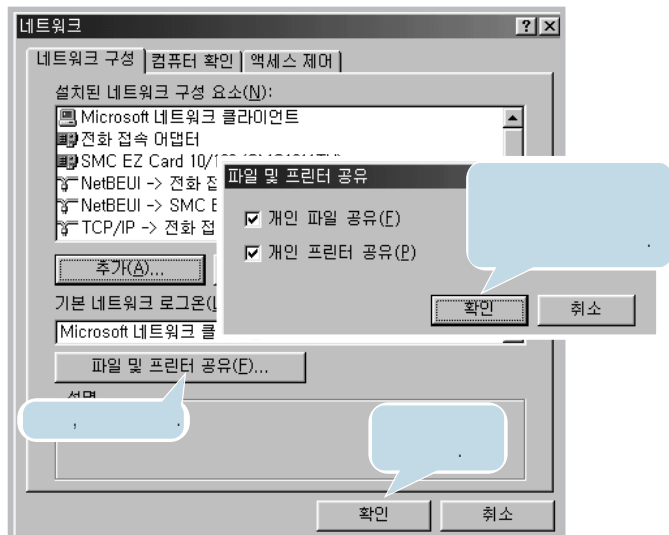 네트워크
네트워크 구성 컴퓨터 확인 액세스 제어
설치된 네트워크 구성 요소(N):
Microsoft 네트워크 클라이언트
전화 접속 어댑터
SMC EZ Card 10/
NetBEUI -> 전화 접
NetBEUI -> SMC
TCP/IP -> 전화 접
추가(A)...
기본 네트워크 로그온(
Microsoft 네트워크 클
파일 및 프린터 공유(F)...
설명
파일 및 프린터 공유
개인 파일 공유(F)
개인 프린터 공유(P)
확인 취소
확인 취소